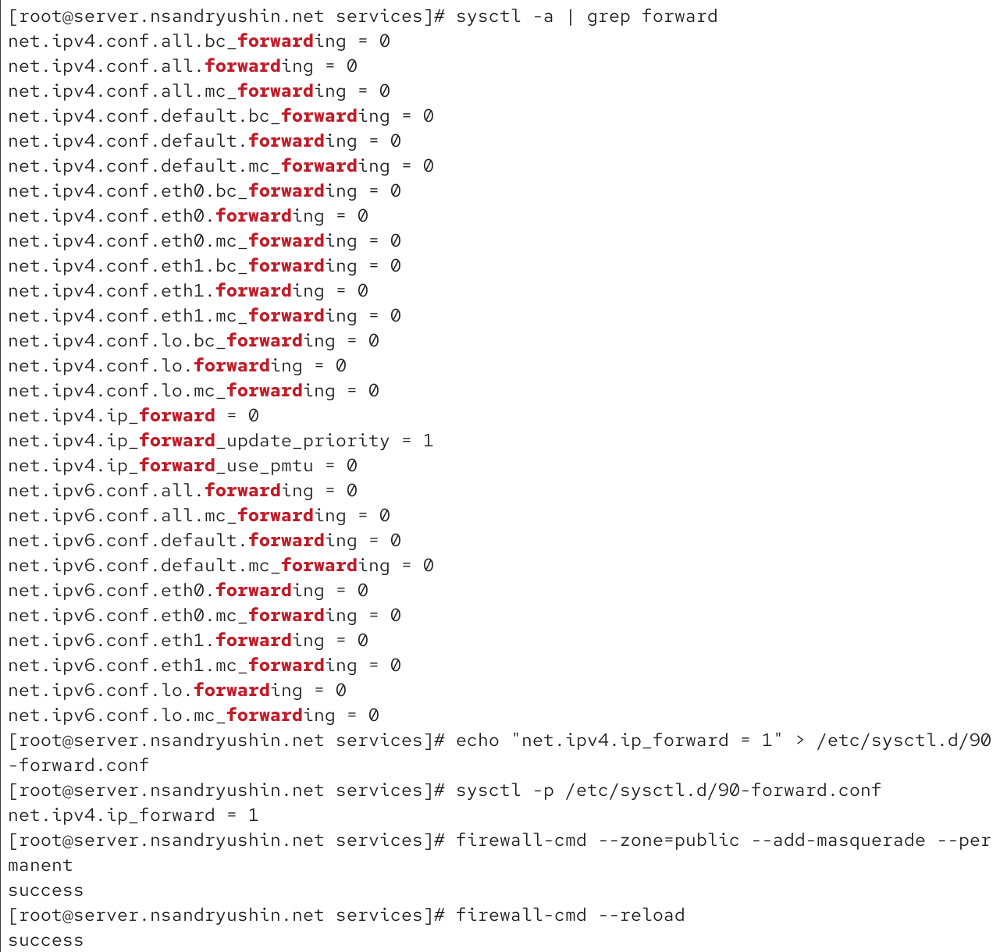 [root@server.nsandryushin.net services]# sysctl -a | grep forward
net.ipv4.conf.all.bc_forwarding = 0
net.ipv4.conf.all.forwarding = 0
net.ipv4.conf.all.mc_forwarding = 0
net.ipv4.conf.default.bc_forwarding = 0
net.ipv4.conf.default.forwarding = 0
net.ipv4.conf.default.mc_forwarding = 0
net.ipv4.conf.eth0.bc_forwarding = 0
net.ipv4.conf.eth0.forwarding = 0
net.ipv4.conf.eth0.mc_forwarding = 0
net.ipv4.conf.eth1.bc_forwarding = 0
net.ipv4.conf.eth1.forwarding = 0
net.ipv4.conf.eth1.mc_forwarding = 0
net.ipv4.conf.lo.bc_forwarding = 0
net.ipv4.conf.lo.forwarding = 0
net.ipv4.conf.lo.mc_forwarding = 0
net.ipv4.ip_forward = 0
net.ipv4.ip_forward_update_priority = 1
net.ipv4.ip_forward_use_pmtu = 0
net.ipv6.conf.all.forwarding = 0
net.ipv6.conf.all.mc_forwarding = 0
net.ipv6.conf.default.forwarding = 0
net.ipv6.conf.default.mc_forwarding = 0
net.ipv6.conf.eth0.forwarding = 0
net.ipv6.conf.eth0.mc_forwarding = 0
net.ipv6.conf.eth1.forwarding = 0
net.ipv6.conf.eth1.mc_forwarding = 0
net.ipv6.conf.lo.forwarding = 0
net.ipv6.conf.lo.mc_forwarding = 0
[root@server.nsandryushin.net services]# echo "net.ipv4.ip_forward = 1" > /etc/sysctl.d/90
-forward.conf
[root@server.nsandryushin.net services]# sysctl -p /etc/sysctl.d/90-forward.conf
net.ipv4.ip_forward = 1
[root@server.nsandryushin.net services]# firewall-cmd --zone=public --add-masquerade --per
manent
success
[root@server.nsandryushin.net services]# firewall-cmd --reload
success